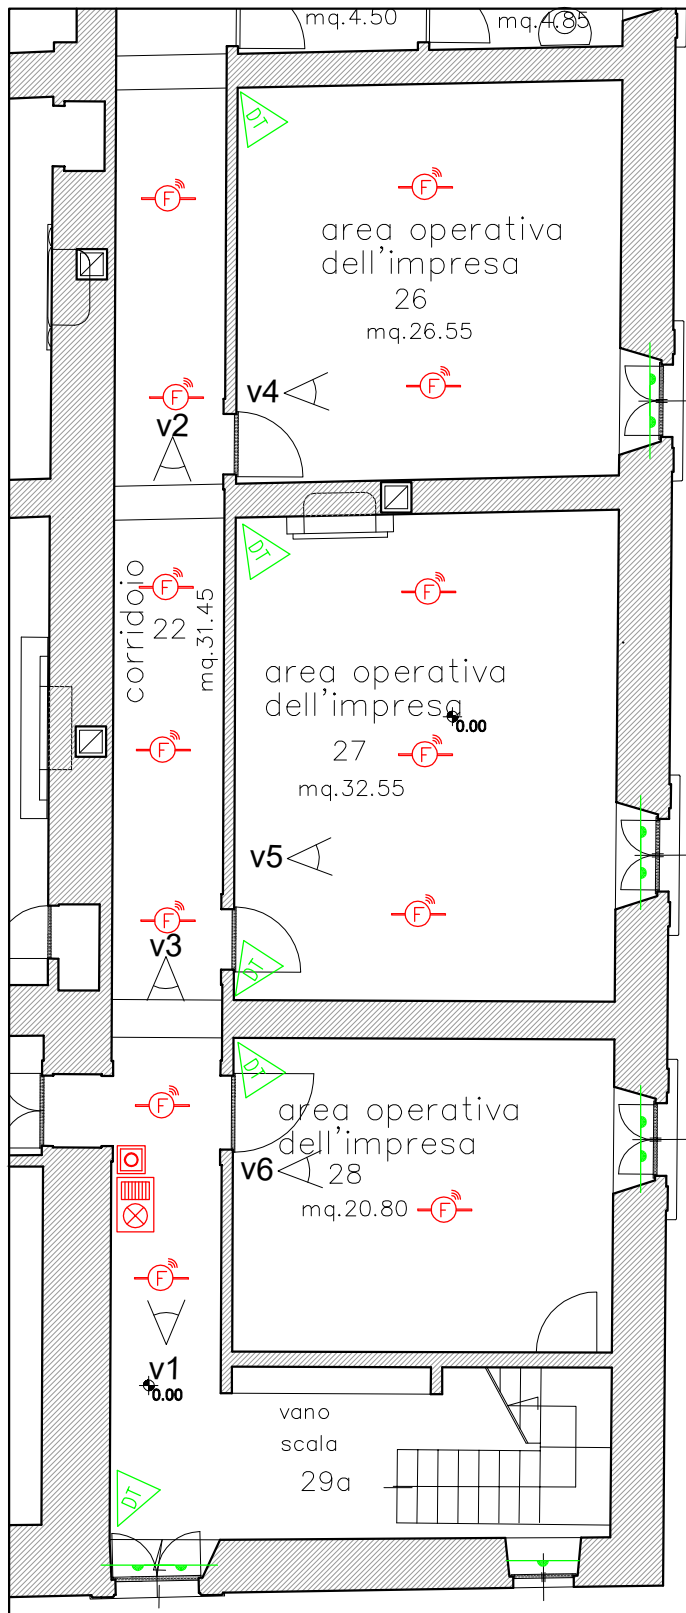 mq.4.50
mq.4.85
DT
F
F
area operativa
dell'impresa
26
mq.26.55
F
F
v4
v2
DT
F
F
corridoio
22
mq.31.45
area operativa
dell'impresa
0.00
27
F
F
mq.32.55
v5
F
F
v3
DT
DT
F
area operativa
dell'impresa
v6
28
mq.20.80
F
F
v1
0.00
vano
scala
29a
DT